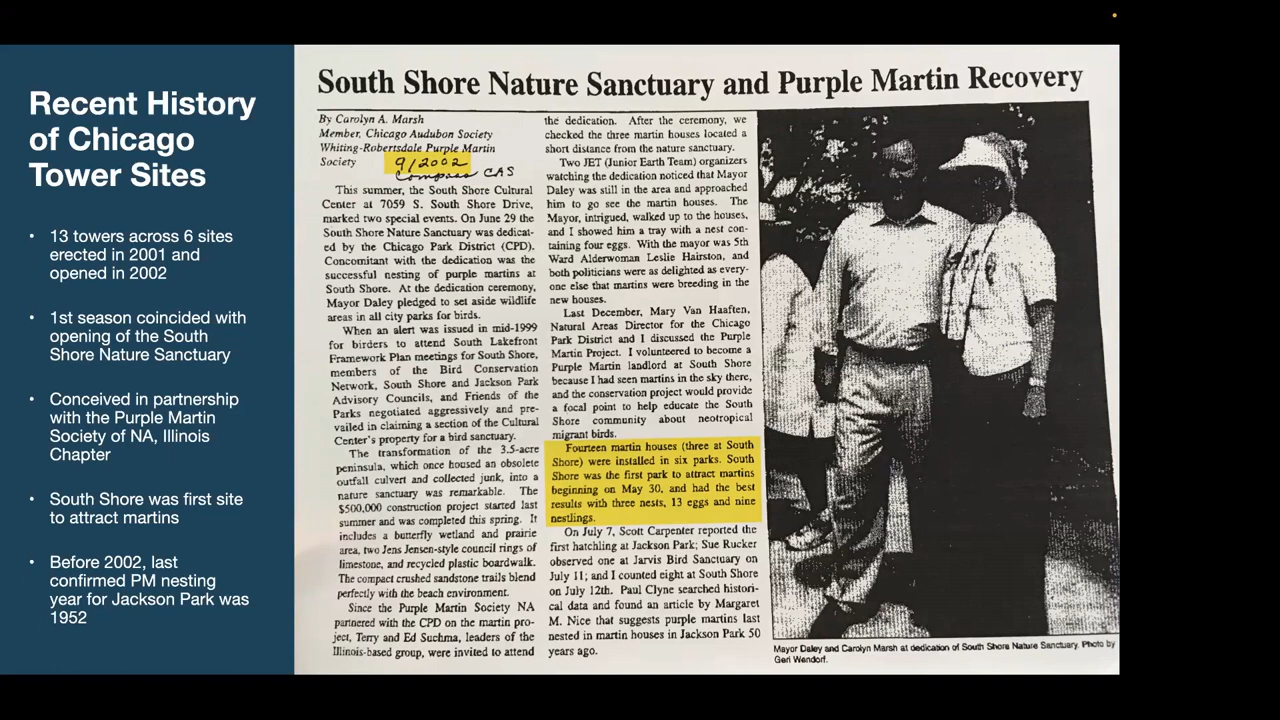 Recent History
of Chicago
Tower Sites
• 13 towers across 6 sites
erected in 2001 and
opened in 2002
• 1st season coincided with
opening of the South
Shore Nature Sanctuary
• Conceived in partnership
with the Purple Martin
Society of NA, Illinois
Chapter
• South Shore was first site
to attract martins
• Before 2002, last
confirmed PM nesting
year for Jackson Park was
1952
South Shore Nature Sanctuary and Purple Martin Recovery
By Carolyn A. Marsh
Member, Chicago Audubon Society
Whiting-Robertsdale Purple Martin
Society
9/2002
Compass CAS
This summer, the South Shore Cultural
Center at 7059 S. South Shore Drive,
marked two special events. On June 29 the
South Shore Nature Sanctuary was dedicat-
ed by the Chicago Park District (CPD).
Concomitant with the dedication was the
successful nesting of purple martins at
South Shore. At the dedication ceremony,
Mayor Daley pledged to set aside wildlife
areas in all city parks for birds.
When an alert was issued in mid-1999
for birders to attend South Lakefront
Framework Plan meetings for South Shore,
members of the Bird Conservation
Network, South Shore and Jackson Park
Advisory Councils, and Friends of the
Parks negotiated aggressively and pre-
vailed in claiming a section of the Cultural
Center's property for a bird sanctuary.
The transformation of the 3.5-acre
peninsula, which once housed an obsolete
outfall culvert and collected junk, into a
nature sanctuary was remarkable. The
$500,000 construction project started last
summer and was completed this spring. It
includes a butterfly wetland and prairie
area, two Jens Jensen-style council rings of
limestone, and recycled plastic boardwalk.
The compact crushed sandstone trails blend
perfectly with the beach environment.
Since the Purple Martin Society NA
partnered with the CPD on the martin pro-
ject, Terry and Ed Suchma, leaders of the
Illinois-based group, were invited to attend
the dedication. After the ceremony, we
checked the three martin houses located a
short distance from the nature sanctuary.
Two JET (Junior Earth Team) organizers
watching the dedication noticed that Mayor
Daley was still in the area and approached
him to go see the martin houses. The
Mayor, intrigued, walked up to the houses,
and I showed him a tray with a nest con-
taining four eggs. With the mayor was 5th
Ward Alderwoman Leslie Hairston, and
both politicians were as delighted as every-
one else that martins were breeding in the
new houses.
Last December, Mary Van Haaften,
Natural Areas Director for the Chicago
Park District and I discussed the Purple
Martin Project. I volunteered to become a
Purple Martin landlord at South Shore
because I had seen martins in the sky there,
and the conservation project would provide
a focal point to help educate the South
Shore community about neotropical
migrant birds.
Fourteen martin houses (three at South
Shore) were installed in six parks. South
Shore was the first park to attract martins
beginning on May 30, and had the best
results with three nests, 13 eggs and nine
nestlings.
On July 7, Scott Carpenter reported the
first hatchling at Jackson Park; Sue Rucker
observed one at Jarvis Bird Sanctuary on
July 11; and I counted eight at South Shore
on July 12th. Paul Clyne searched histori-
cal data and found an article by Margaret
M. Nice that suggests purple martins last
nested in martin houses in Jackson Park 50
years ago.
Mayor Daley and Carolyn Marsh at dedication of South Shore Nature Sanctuary. Photo by
Geri Wendorf.